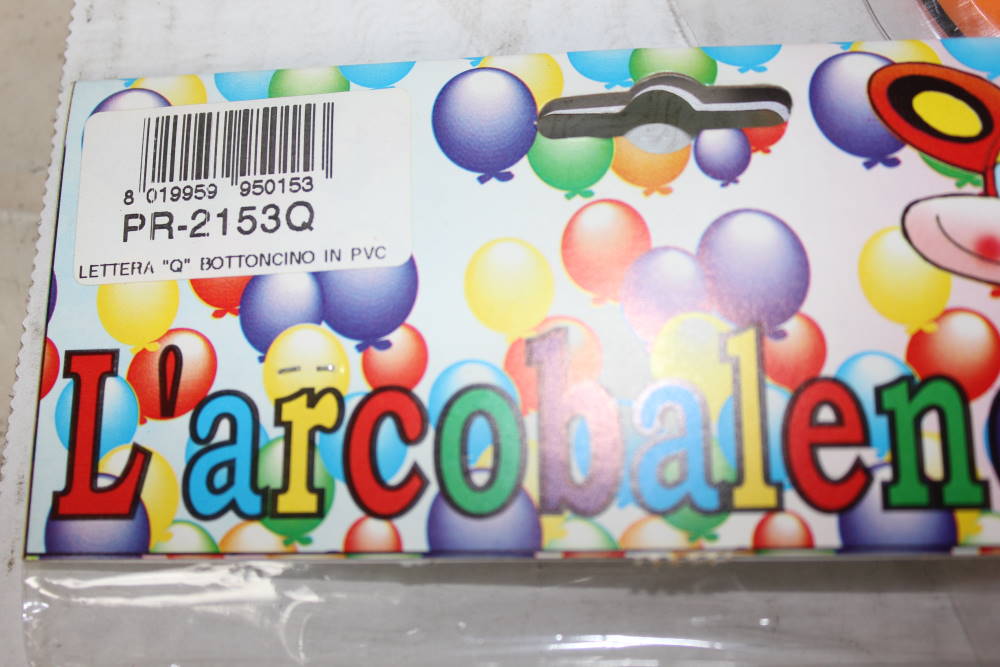 8 019959 950153
PR-2153Q
LETTERA "Q" BOTTONCINO IN PVC
L'arcobalen